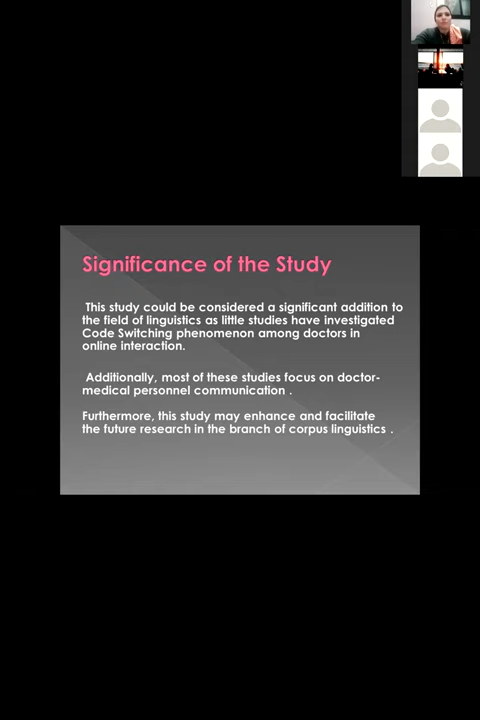 Significance of the Study
This study could be considered a significant addition to
the field of linguistics as little studies have investigated
Code Switching phenomenon among doctors in
online interaction.
Additionally, most of these studies focus on doctor-
medical personnel communication .
Furthermore, this study may enhance and facilitate
the future research in the branch of corpus linguistics .